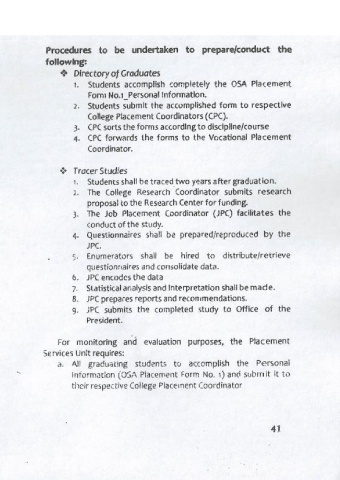 Procedures to be undertaken to prepare/conduct the
following:
❖ Directory of Graduates
1. Students accomplish completely the OSA Placement
Form No.1_Personal Information.
2. Students submit the accomplished form to respective
College Placement Coordinators (CPC).
3. CPC sorts the forms according to discipline/course
4. CPC forwards the forms to the Vocational Placement
Coordinator.
❖ Tracer Studies
1. Students shall be traced two years after graduation.
2. The College Research Coordinator submits research
proposal to the Research Center for funding.
3. The Job Placement Coordinator (JPC) facilitates the
conduct of the study.
4. Questionnaires shall be prepared/reproduced by the
JPC.
5. Enumerators shall be hired to distribute/retrieve
questionnaires and consolidate data.
6. JPC encodes the data
7. Statistical analysis and Interpretation shall be made.
8. JPC prepares reports and recommendations.
9. JPC submits the completed study to Office of the
President.
For monitoring and evaluation purposes, the Placement
Services Unit requires:
a. All graduating students to accomplish the Personal
Information (OSA Placement Form No. 1) and submit it to
their respective College Placement Coordinator
41